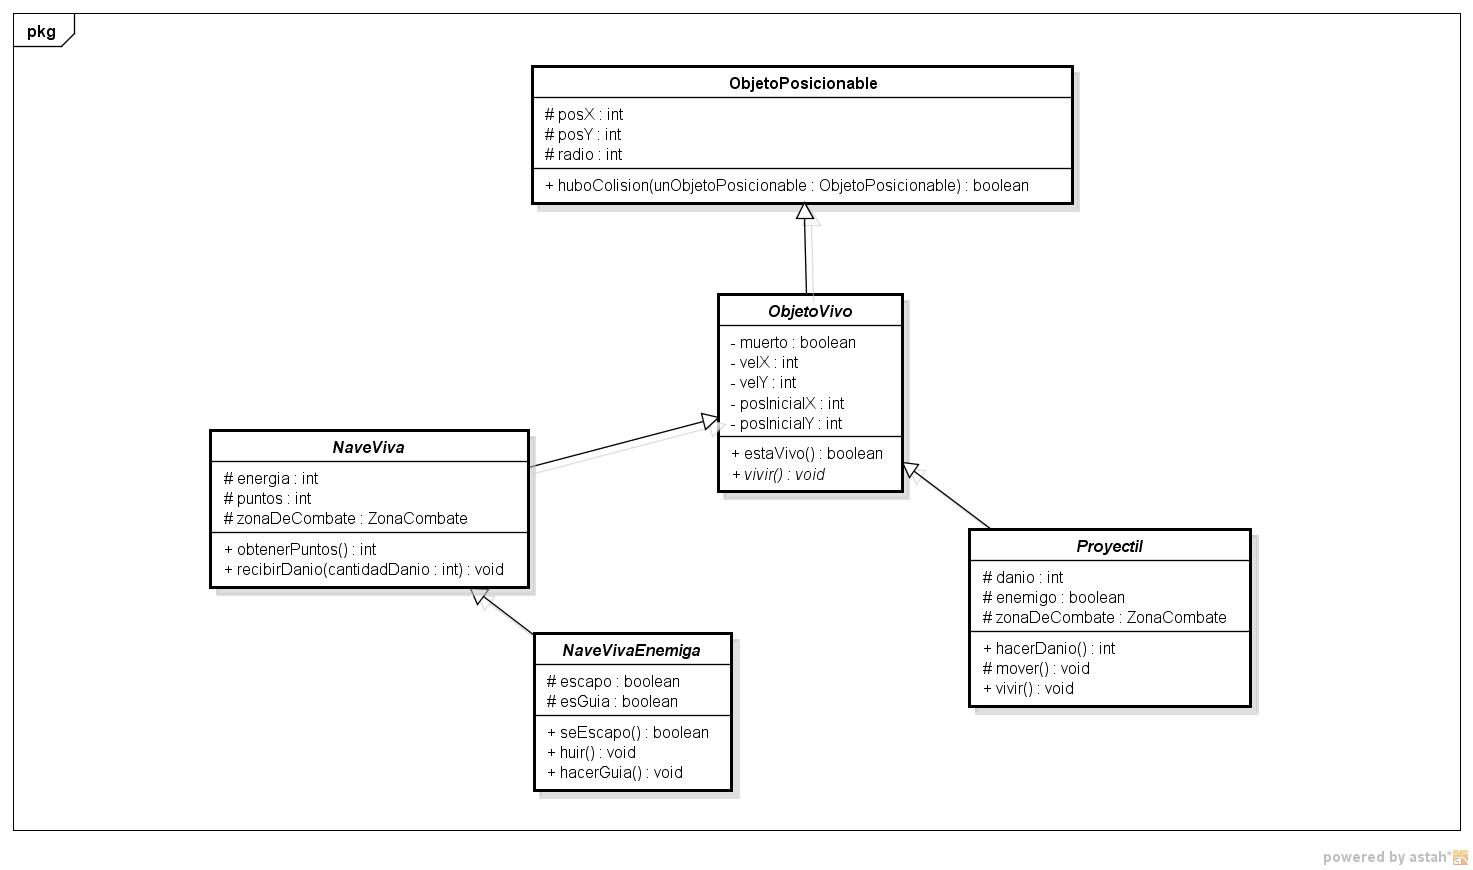 pkg
ObjetoPosicionable
# posX : int
# posY : int
# radio : int
+ huboColision(unObjetoPosicionable : ObjetoPosicionable) : boolean
ObjetoVivo
- muerto : boolean
- velX : int
- velY : int
- posInicialX : int
- posInicialY : int
+ estaVivo() : boolean
+ vivir() : void
NaveViva
# energia : int
# puntos : int
# zonaDeCombate : ZonaCombate
+ obtenerPuntos() : int
+ recibirDanio(cantidadDanio : int) : void
Proyectil
# danio : int
# enemigo : boolean
# zonaDeCombate : ZonaCombate
+ hacerDanio() : int
# mover() : void
+ vivir() : void
NaveVivaEnemiga
# escapo : boolean
# esGuia : boolean
+ seEscapo() : boolean
+ huir() : void
+ hacerGuia() : void
powered by astah*